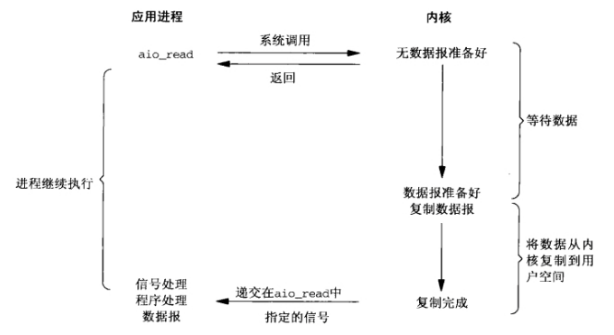 应用进程
内核
aio_read
系统调用
无数据报准备好
返回
等待数据
进程继续执行
数据报准备好
复制数据报
将数据从内
核复制到用
户空间
信号处理
程序处理
数据报
递交在aio_read中
指定的信号
复制完成